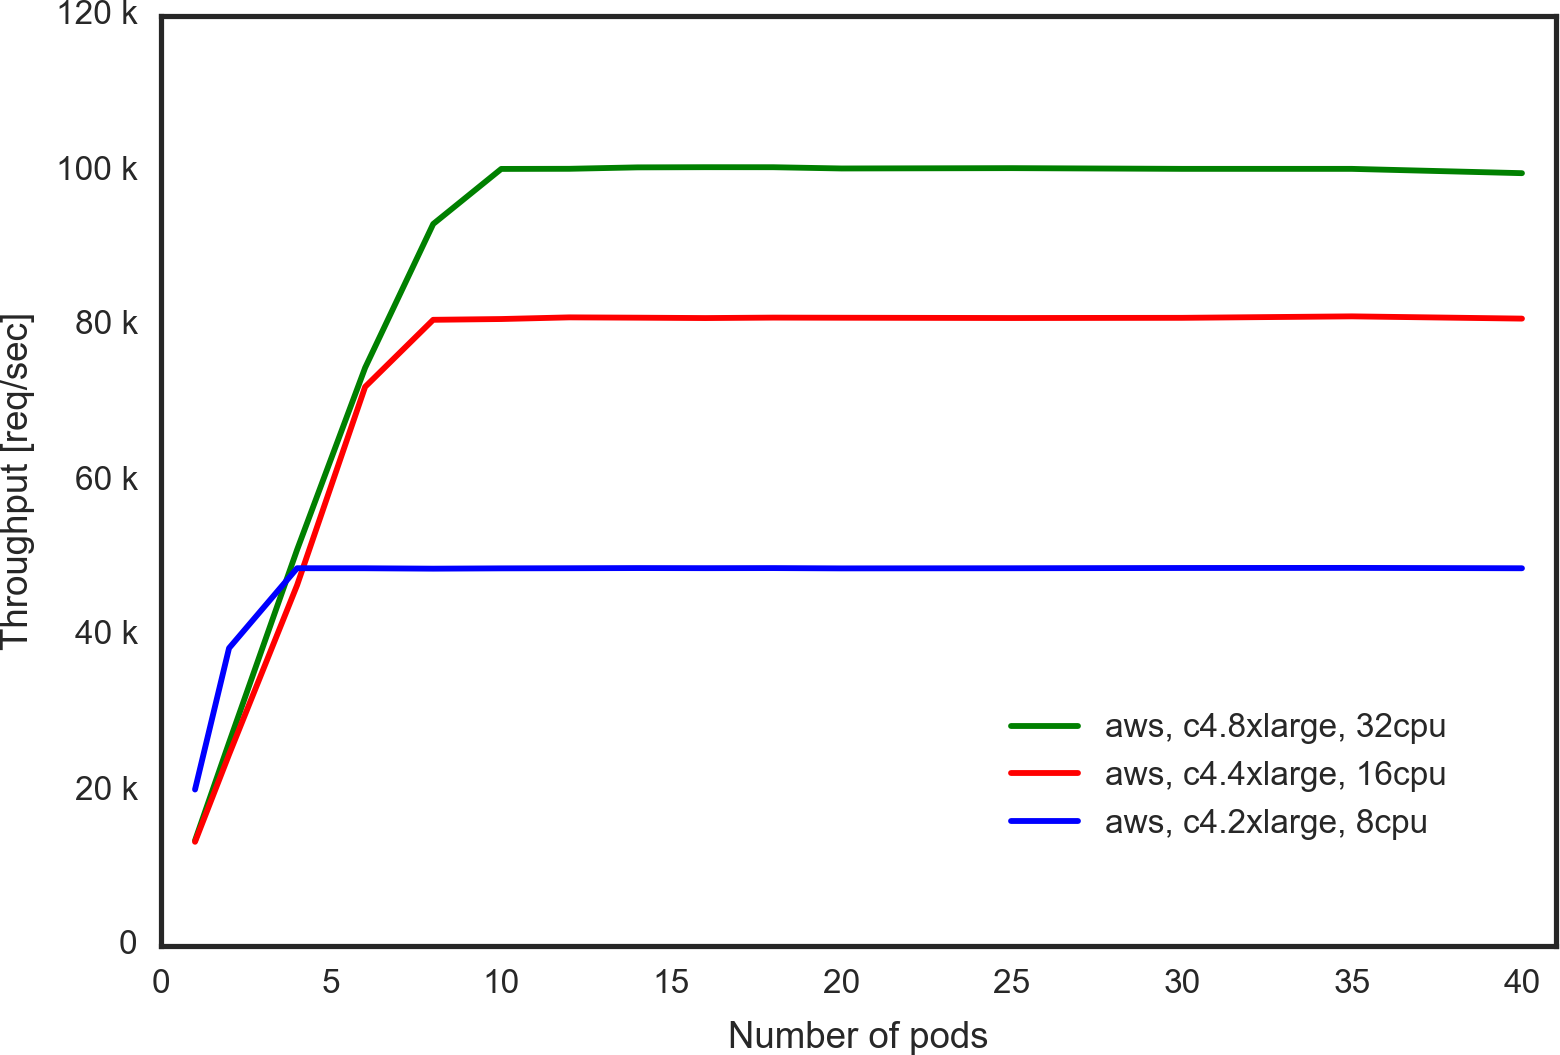 120 k
100 k
80 k
60 k
40 k
20 k
0
Throughput [req/sec]
aws, c4.8xlarge, 32cpu
aws, c4.4xlarge, 16cpu
aws, c4.2xlarge, 8cpu
0 5 10 15 20 25 30 35 40
Number of pods